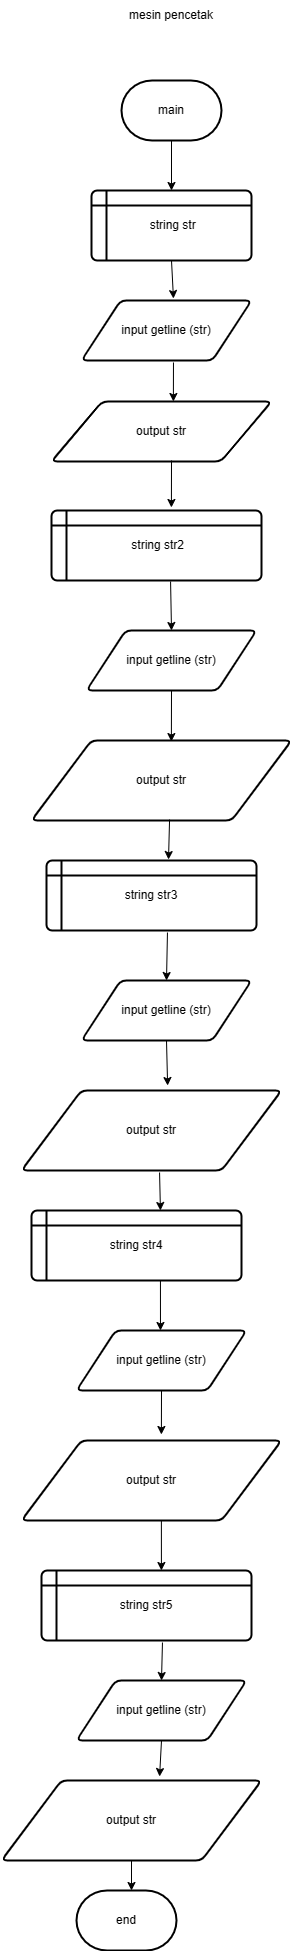 mesin pencetak
main
string str
input getline (str)
output str
string str2
input getline (str)
output str
string str3
input getline (str)
output str
string str4
input getline (str)
output str
string str5
input getline (str)
output str
end